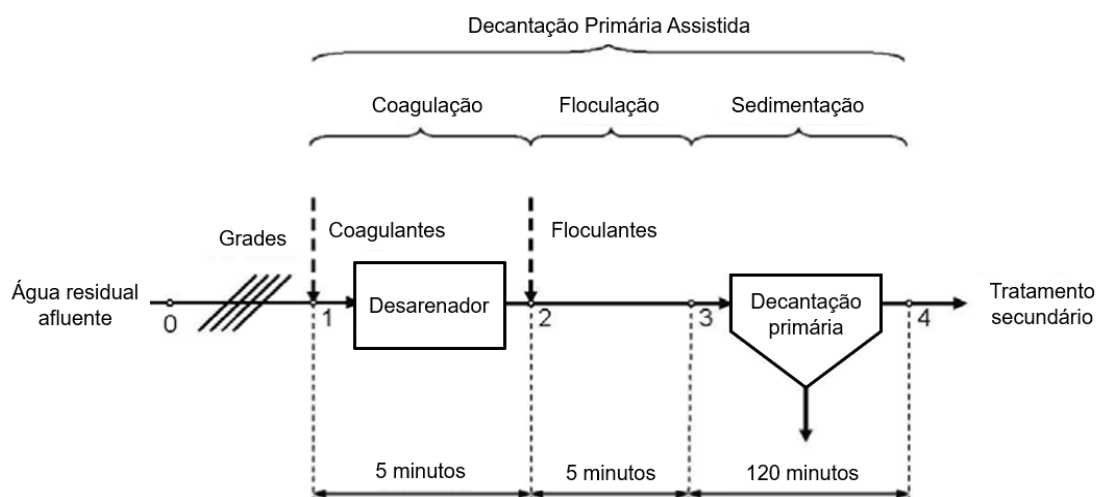 Decantação Primária Assistida
Coagulação
Floculação
Sedimentação
Grades
Coagulantes
Floculantes
Água residual
afluente
Desarenador
Decantação
primária
Tratamento
secundário
0
1
2
3
4
5 minutos
5 minutos
120 minutos